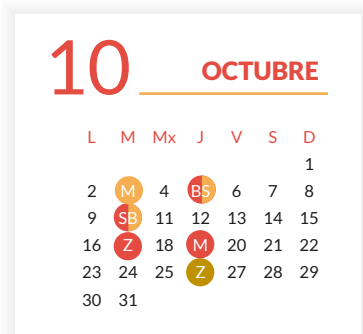 10 OCTUBRE
L M Mx J V S D
1
2 M 4 BS 6 7 8
9 SB 11 12 13 14 15
16 Z 18 M 20 21 22
23 24 25 Z 27 28 29
30 31